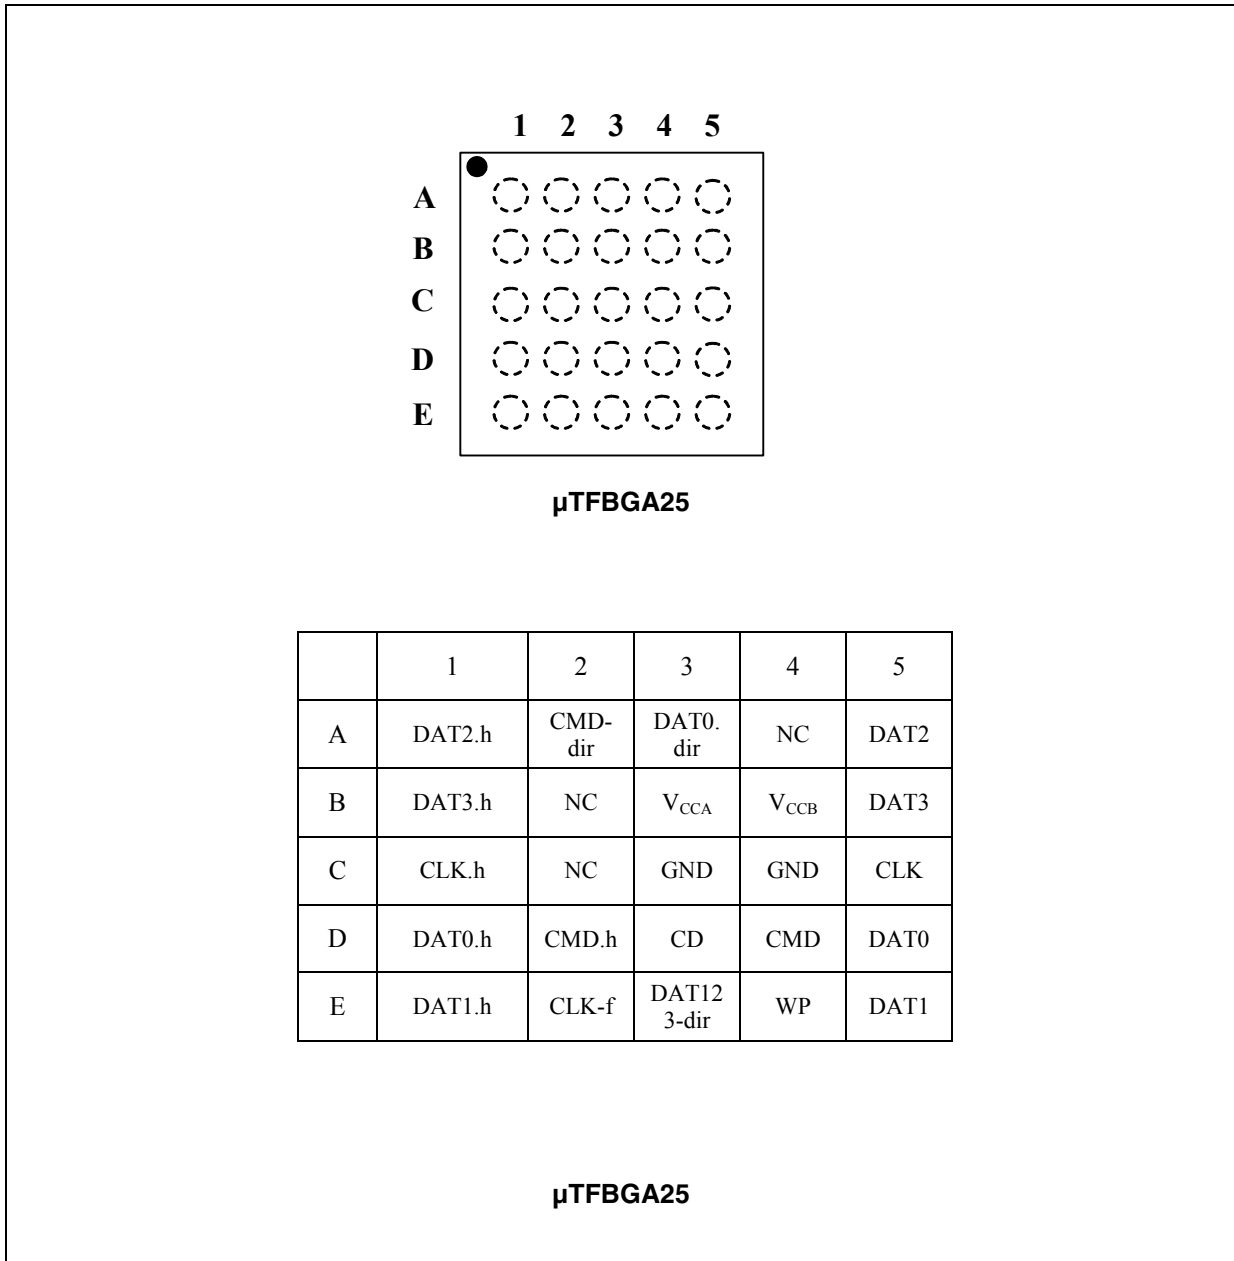 1 2 3 4 5
A
B
C
D
E
µTFBGA25
1 2 3 4 5
A DAT2.h CMD-dir DAT0.dir NC DAT2
B DAT3.h NC VCCA VCCB DAT3
C CLK.h NC GND GND CLK
D DAT0.h CMD.h CD CMD DAT0
E DAT1.h CLK-f DAT123-dir WP DAT1
µTFBGA25